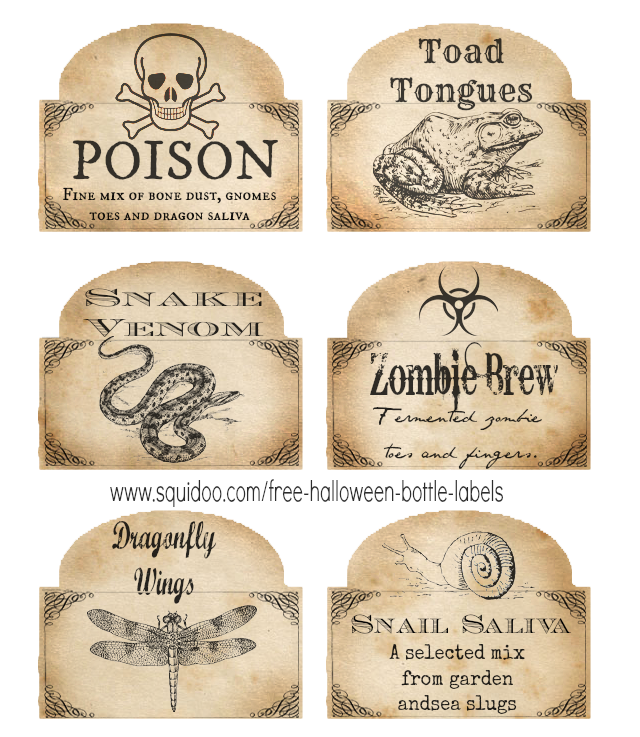 POISON
FINE MIX OF BONE DUST, GNOMES
TOES AND DRAGON SALIVA
Toad
Tongues
SNAKE
VENOM
Zombie Brew
Fermented zombie
toes and fingers.
www.squidoo.com/free-halloween-bottle-labels
Dragonfly
Wings
SNAIL SALIVA
A selected mix
from garden
andsea slugs